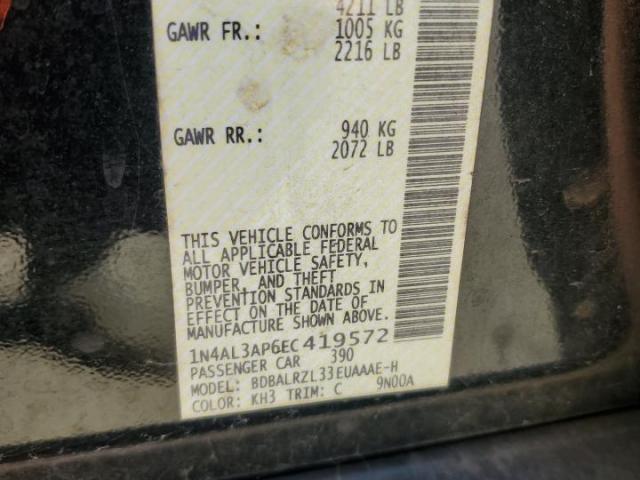 4211 LB
GAWR FR.: 1005 KG
2216 LB
GAWR RR.: 940 KG
2072 LB
THIS VEHICLE CONFORMS TO
ALL APPLICABLE FEDERAL
MOTOR VEHICLE SAFETY,
BUMPER, AND THEFT
PREVENTION STANDARDS IN
EFFECT ON THE DATE OF
MANUFACTURE SHOWN ABOVE.
1N4AL3AP6EC419572
PASSENGER CAR 390
MODEL: BDBALRZL33EUAAAE-H
COLOR: KH3 TRIM: C 9N00A